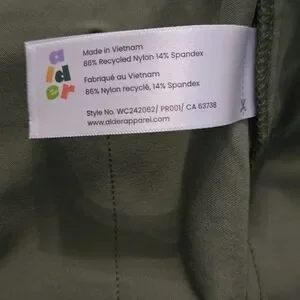 alder
Made in Vietnam
86% Recycled Nylon 14% Spandex
Fabriqué au Vietnam
86% Nylon recyclé, 14% Spandex
Style No. WC242062/ PR001/ CA 63738
www.alderapparel.com